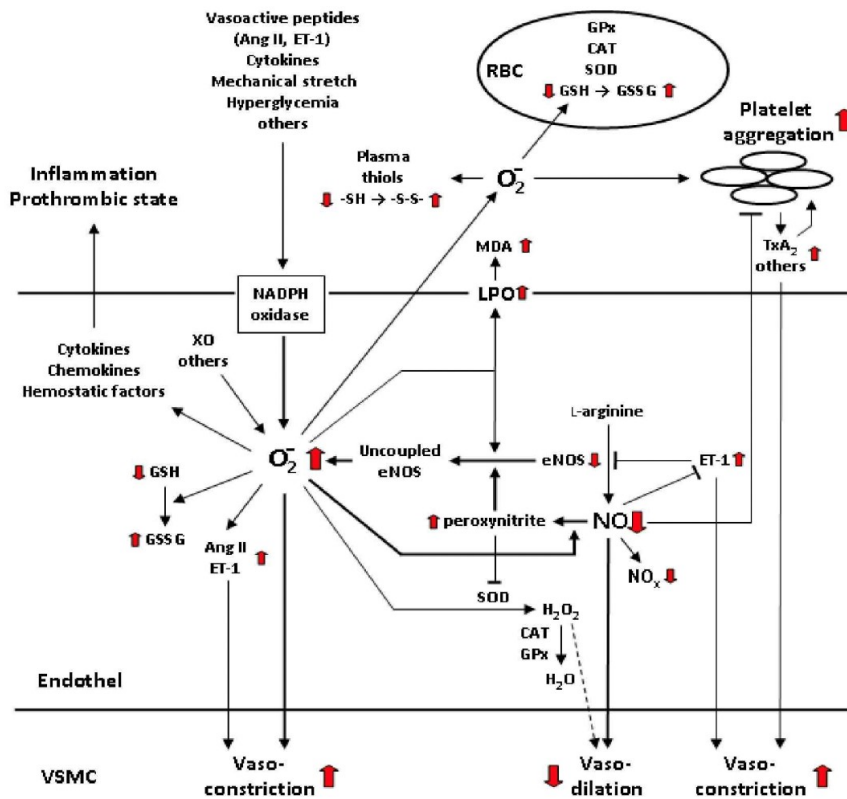 Vasoactive peptides
(Ang II, ET-1)
Cytokines
Mechanical stretch
Hyperglycemia
others
GPx
CAT
SOD
RBC
GSH → GSSG
Platelet
aggregation
Inflammation
Prothrombic state
Plasma
thiols
-SH → -S-S-
O₂⁻
TxA₂
others
MDA
LPO
NADPH
oxidase
XO
others
Cytokines
Chemokines
Hemostatic factors
L-arginine
O₂⁻
Uncoupled
eNOS
eNOS
ET-1
GSH
GSSG
peroxynitrite
NO
Ang II
ET-1
NOₓ
SOD
H₂O₂
CAT
GPx
H₂O
Endothel
VSMC
Vaso-
constriction
Vaso-
dilation
Vaso-
constriction